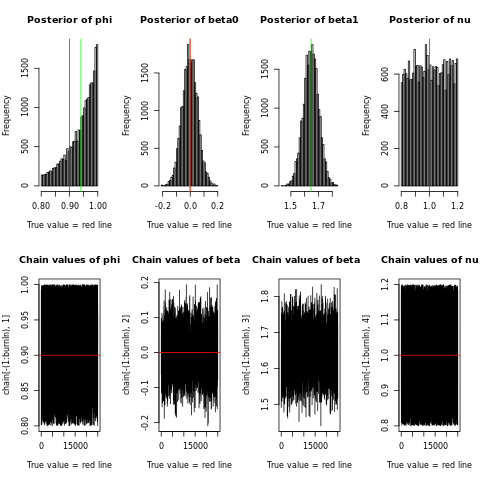 Posterior of phi
Posterior of beta0
Posterior of beta1
Posterior of nu
Frequency
0 500 1000 1500
0.80 0.90 1.00
True value = red line
Frequency
0 500 1000 1500
-0.2 0.0 0.2
True value = red line
Frequency
0 500 1000 1500
1.5 1.7
True value = red line
Frequency
0 200 400 600
0.8 1.0 1.2
True value = red line
Chain values of phi
Chain values of beta
Chain values of beta
Chain values of nu
chain[-(1:burnIn), 1]
0.80 0.85 0.90 0.95 1.00
0 15000
True value = red line
chain[-(1:burnIn), 2]
-0.2 -0.1 0.0 0.1 0.2
0 15000
True value = red line
chain[-(1:burnIn), 3]
1.5 1.6 1.7 1.8
0 15000
True value = red line
chain[-(1:burnIn), 4]
0.8 0.9 1.0 1.1 1.2
0 15000
True value = red line